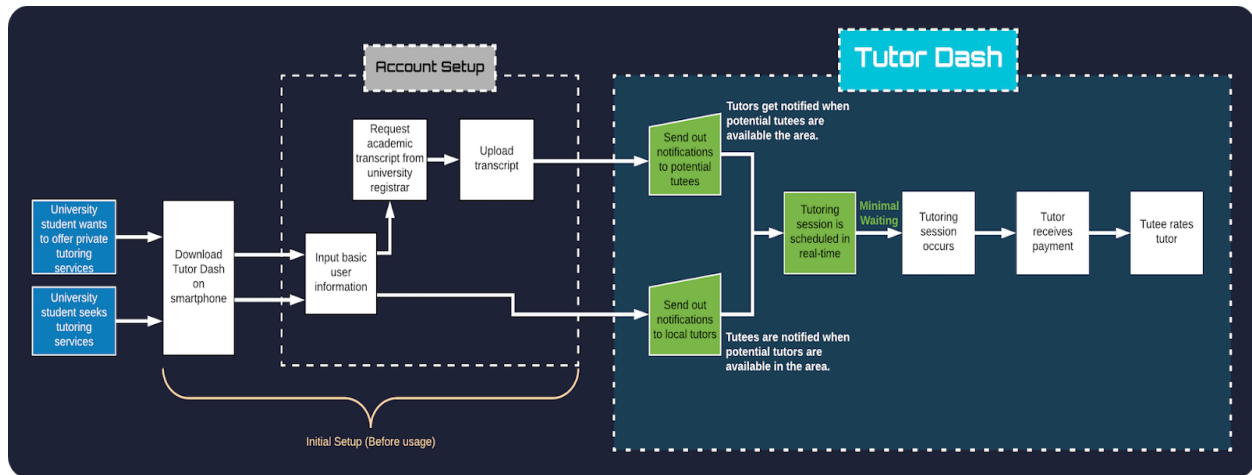 Account Setup
Tutor Dash
University
student wants
to offer private
tutoring
services
University
student seeks
tutoring
services
Download
Tutor Dash
on
smartphone
Input basic
user
information
Request
academic
transcript from
university
registrar
Upload
transcript
Initial Setup (Before usage)
Send out
notifications
to potential
tutees
Tutors get notified when
potential tutees are
available the area.
Send out
notifications
to local tutors
Tutees are notified when
potential tutors are
available in the area.
Tutoring
session is
scheduled in
real-time
Minimal
Waiting
Tutoring
session
occurs
Tutor
receives
payment
Tutee rates
tutor